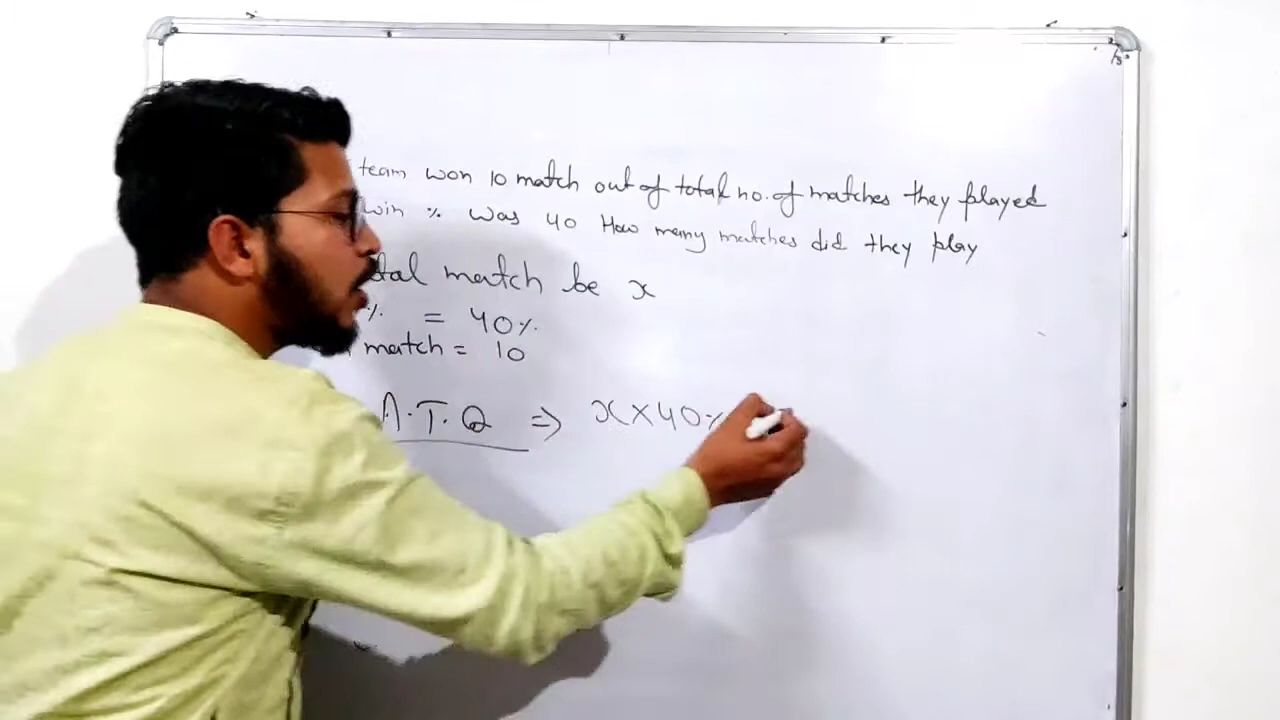 team won 10 match out of total no. of matches they played
win % was 40 How many matches did they play
match be x
% = 40%
match = 10
A.T.Q ⇒ x×40%